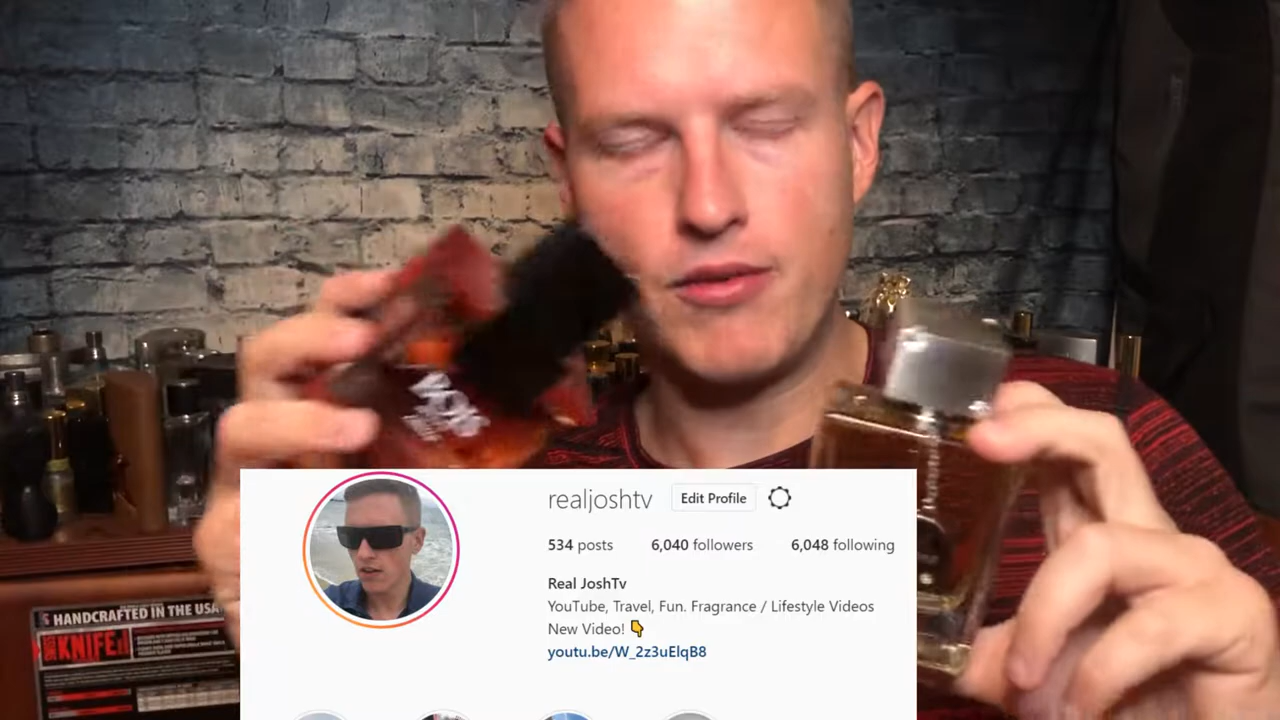 realjoshtv Edit Profile
534 posts 6,040 followers 6,048 following
Real JoshTv
YouTube, Travel, Fun. Fragrance / Lifestyle Videos
New Video! 👇
youtu.be/W_2z3uElqB8
HANDCRAFTED IN THE USA
KNIFE